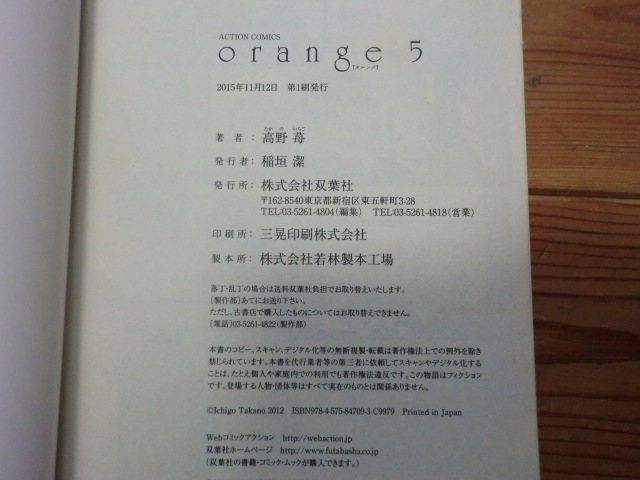 ACTION COMICS
orange 5
【オレンジ】
2015年11月12日 第1刷発行
たか の いちご
著者：高野 苺
発行者：稲垣 潔
発行所：株式会社双葉社
〒162-8540東京都新宿区東五軒町3-28
TEL:03-5261-4804（編集） TEL:03-5261-4818（営業）
印刷所：三晃印刷株式会社
製本所：株式会社若林製本工場
落丁・乱丁の場合は送料双葉社負担でお取り替えいたします。
［製作部］あてにお送り下さい。
ただし、古書店で購入したものについてはお取り替えできません。
［電話］03-5261-4822（製作部）
本書のコピー、スキャン、デジタル化等の無断複製・転載は著作権法上での例外を除き
禁じられています。本書を代行業者等の第三者に依頼してスキャンやデジタル化する
ことは、たとえ個人や家庭内での利用でも著作権法違反です。この物語はフィクション
です。登場する人物・団体等はすべて実在のものとは関係ありません。
©Ichigo Takano 2012 ISBN978-4-575-84709-3 C9979 Printed in Japan
Webコミックアクション http://webaction.jp
双葉社ホームページ http://www.futabasha.co.jp
（双葉社の書籍・コミック・ムックが購入できます。）